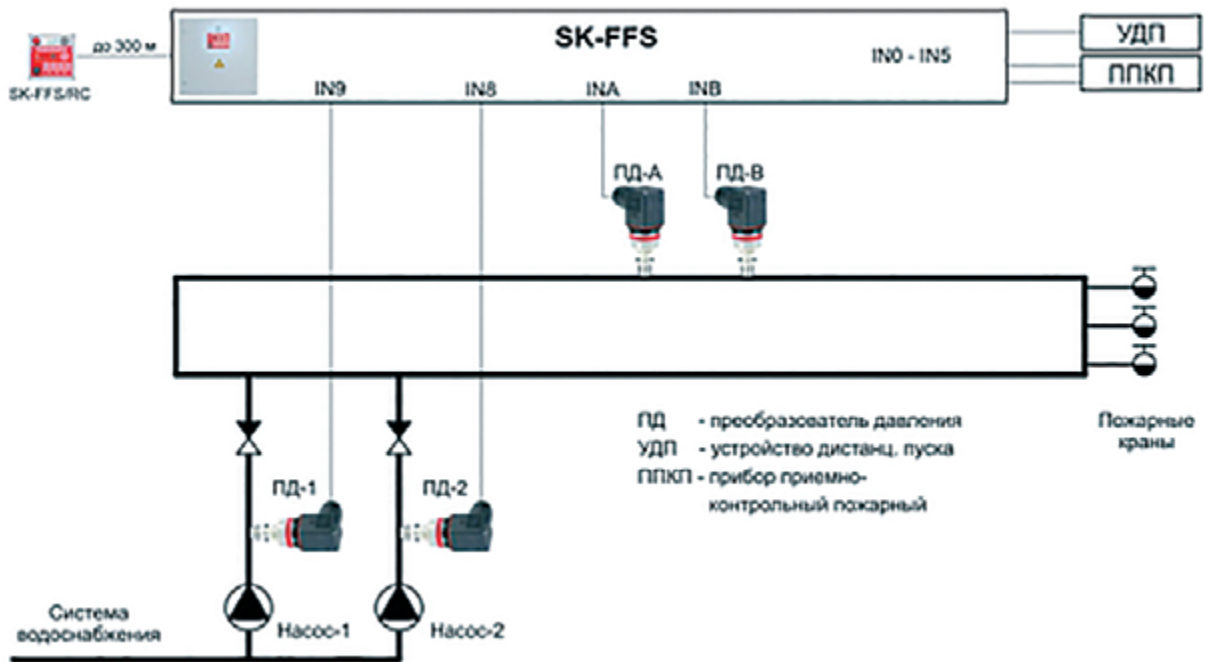 до 300 м
SK-FFS/RC
SK-FFS
IN0 - IN5
УДП
ППКП
IN9
IN8
INA
INB
ПД-А
ПД-В
ПД - преобразователь давления
УДП - устройство дистанц. пуска
ППКП - прибор приемно-
контрольный пожарный
Пожарные
краны
ПД-1
ПД-2
Система
водоснабжения
Насос-1
Насос-2